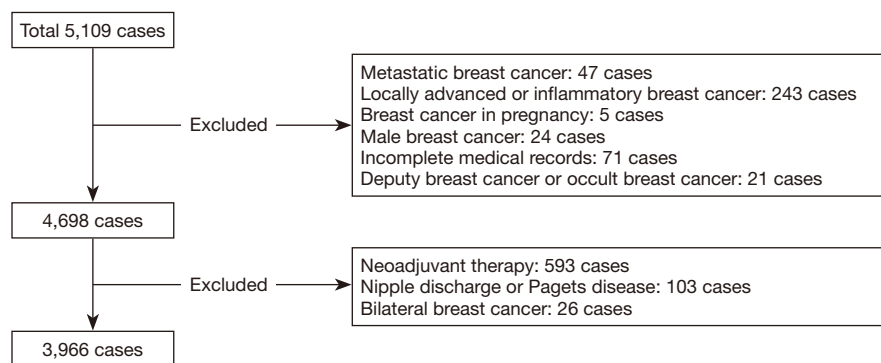 Total 5,109 cases
Metastatic breast cancer: 47 cases
Locally advanced or inflammatory breast cancer: 243 cases
Breast cancer in pregnancy: 5 cases
Male breast cancer: 24 cases
Incomplete medical records: 71 cases
Deputy breast cancer or occult breast cancer: 21 cases
Excluded
4,698 cases
Neoadjuvant therapy: 593 cases
Nipple discharge or Pagets disease: 103 cases
Bilateral breast cancer: 26 cases
Excluded
3,966 cases